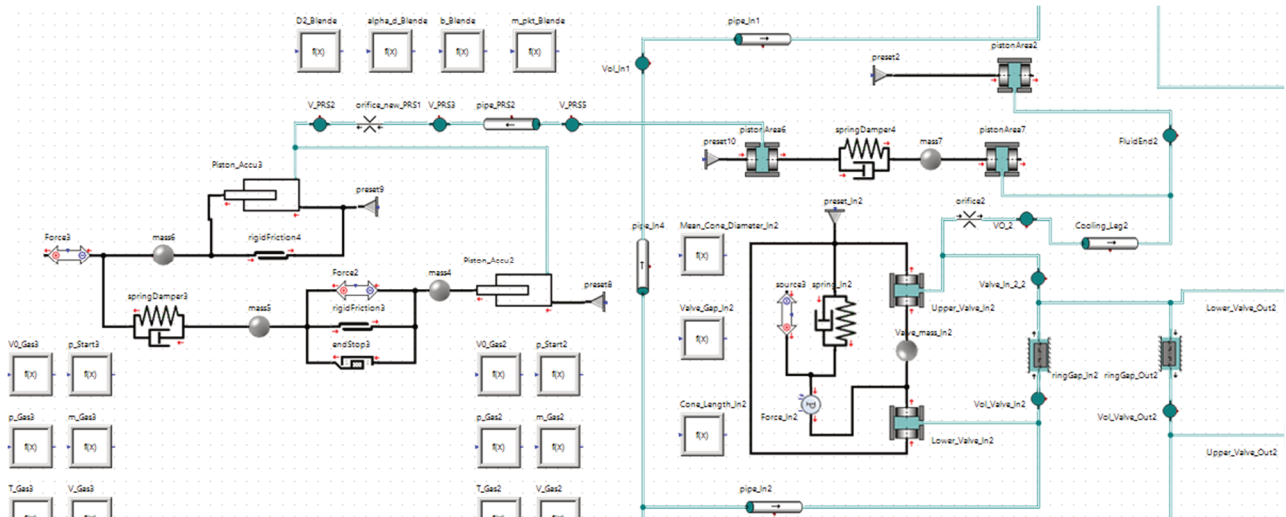 D2_Blende alpha_d_Blende b_Blende m_pkt_Blende
f(x) f(x) f(x) f(x)
pipe_In1
pistonArea2
preset2
Vol_In1
V_PRS2 orifice_new_PRS1 V_PRS3 pipe_PRS2 V_PRS5
pistonArea6 springDamper4 pistonArea7
preset10 mass7
FluidEnd2
Piston_Accu3
preset9
preset_In2
orifice2
Force3 mass6 rigidFriction4
pipe_In4 Mean_Cone_Diameter_In2
f(x)
VO_2 Cooling_Leg2
Piston_Accu2
Force2 mass4
preset8
source3 spring_In2
Valve_In_2_2
springDamper3 mass5 rigidFriction3
Valve_Gap_In2
f(x)
Upper_Valve_In2
Lower_Valve_Out2
endStop3
Valve_mass_In2
V0_Gas3 p_Start3 V0_Gas2 p_Start2
f(x) f(x) f(x) f(x)
ringGap_In2 ringGap_Out2
Cone_Length_In2
f(x)
Force_In2
Vol_Valve_In2
Vol_Valve_Out2
p_Gas3 m_Gas3 p_Gas2 m_Gas2
f(x) f(x) f(x) f(x)
Lower_Valve_In2
Upper_Valve_Out2
T_Gas3 V_Gas3 T_Gas2 V_Gas2
pipe_In2